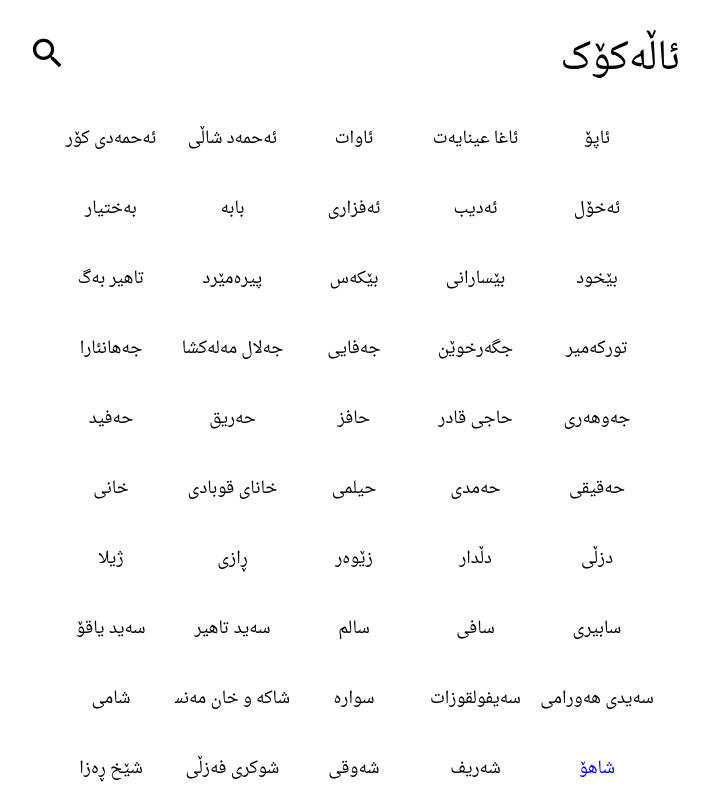 ئاڵەکۆک
ئاپۆ ئاغا عینایەت ئاوات ئەحمەد شاڵی ئەحمەدی کۆر
ئەخۆل ئەدیب ئەفزاری بابە بەختیار
بێخود بێسارانی بێکەس پیرەمێرد تاهیر بەگ
تورکەمیر جگەرخوێن جەفایی جەلال مەلەکشا جەهانئارا
جەوهەری حاجی قادر حافز حەریق حەفید
حەقیقی حەمدی حیلمی خانای قوبادی خانی
دزڵی دڵدار زێوەر ڕازی ژیلا
سابیری سافی سالم سەید تاهیر سەید یاقۆ
سەیدی هەورامی سەیفولقوزات سوارە شاکە و خان مەنس شامی
شاهۆ شەریف شەوقی شوکری فەزڵی شێخ ڕەزا